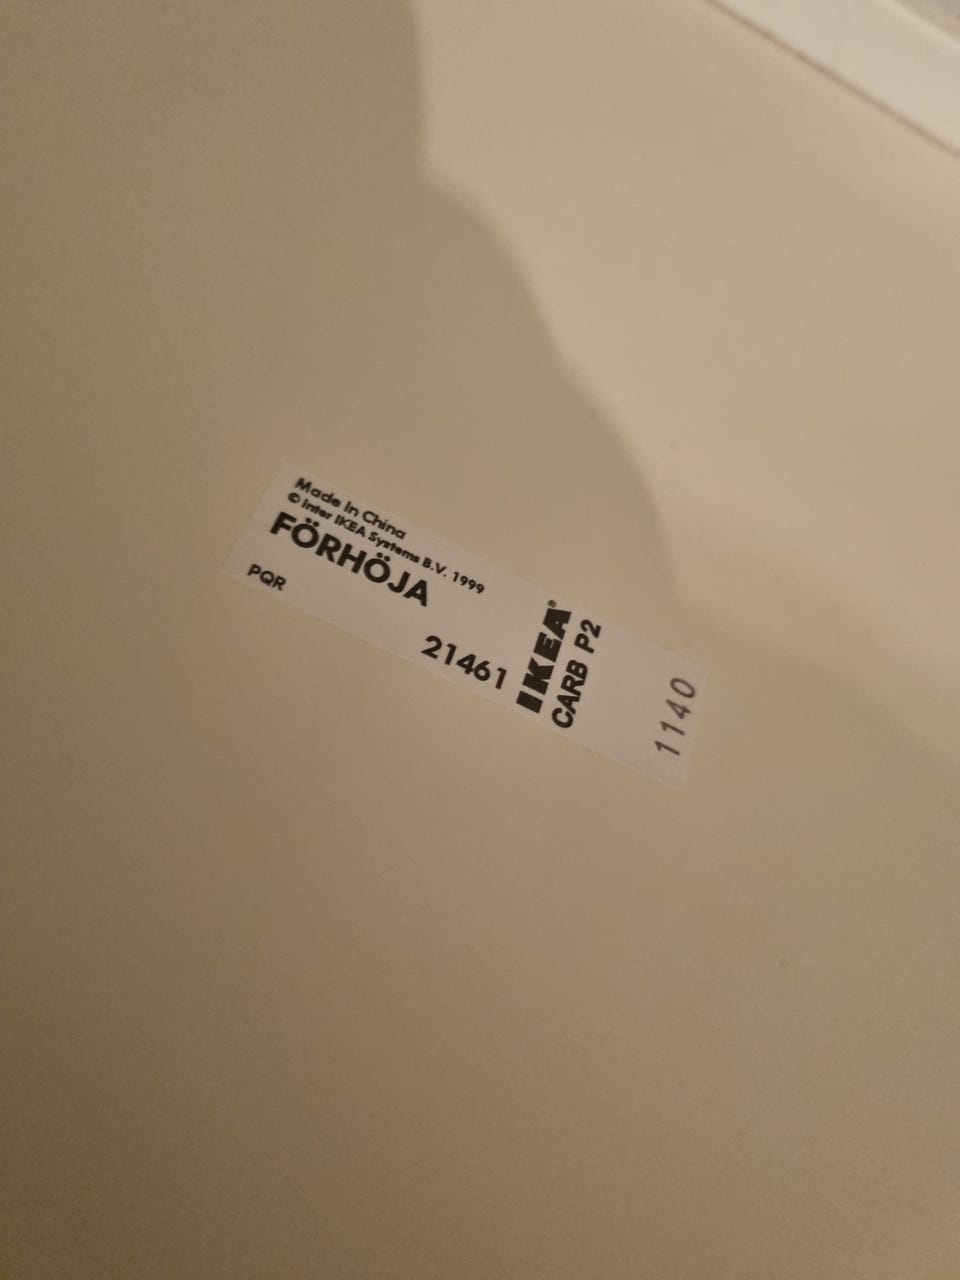 Made In China
© Inter IKEA Systems B.V. 1999
FÖRHÖJA
PQR
21461
IKEA®
CARB P2
1140